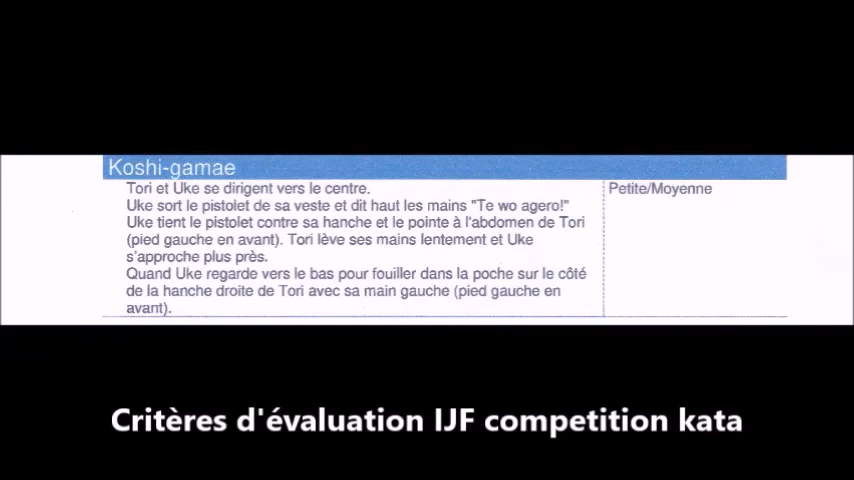 Koshi-gamae
Tori et Uke se dirigent vers le centre.
Petite/Moyenne
Uke sort le pistolet de sa veste et dit haut les mains "Te wo agero!"
Uke tient le pistolet contre sa hanche et le pointe à l'abdomen de Tori
(pied gauche en avant). Tori lève ses mains lentement et Uke
s'approche plus près.
Quand Uke regarde vers le bas pour fouiller dans la poche sur le côté
de la hanche droite de Tori avec sa main gauche (pied gauche en
avant).
Critères d'évaluation IJF competition kata